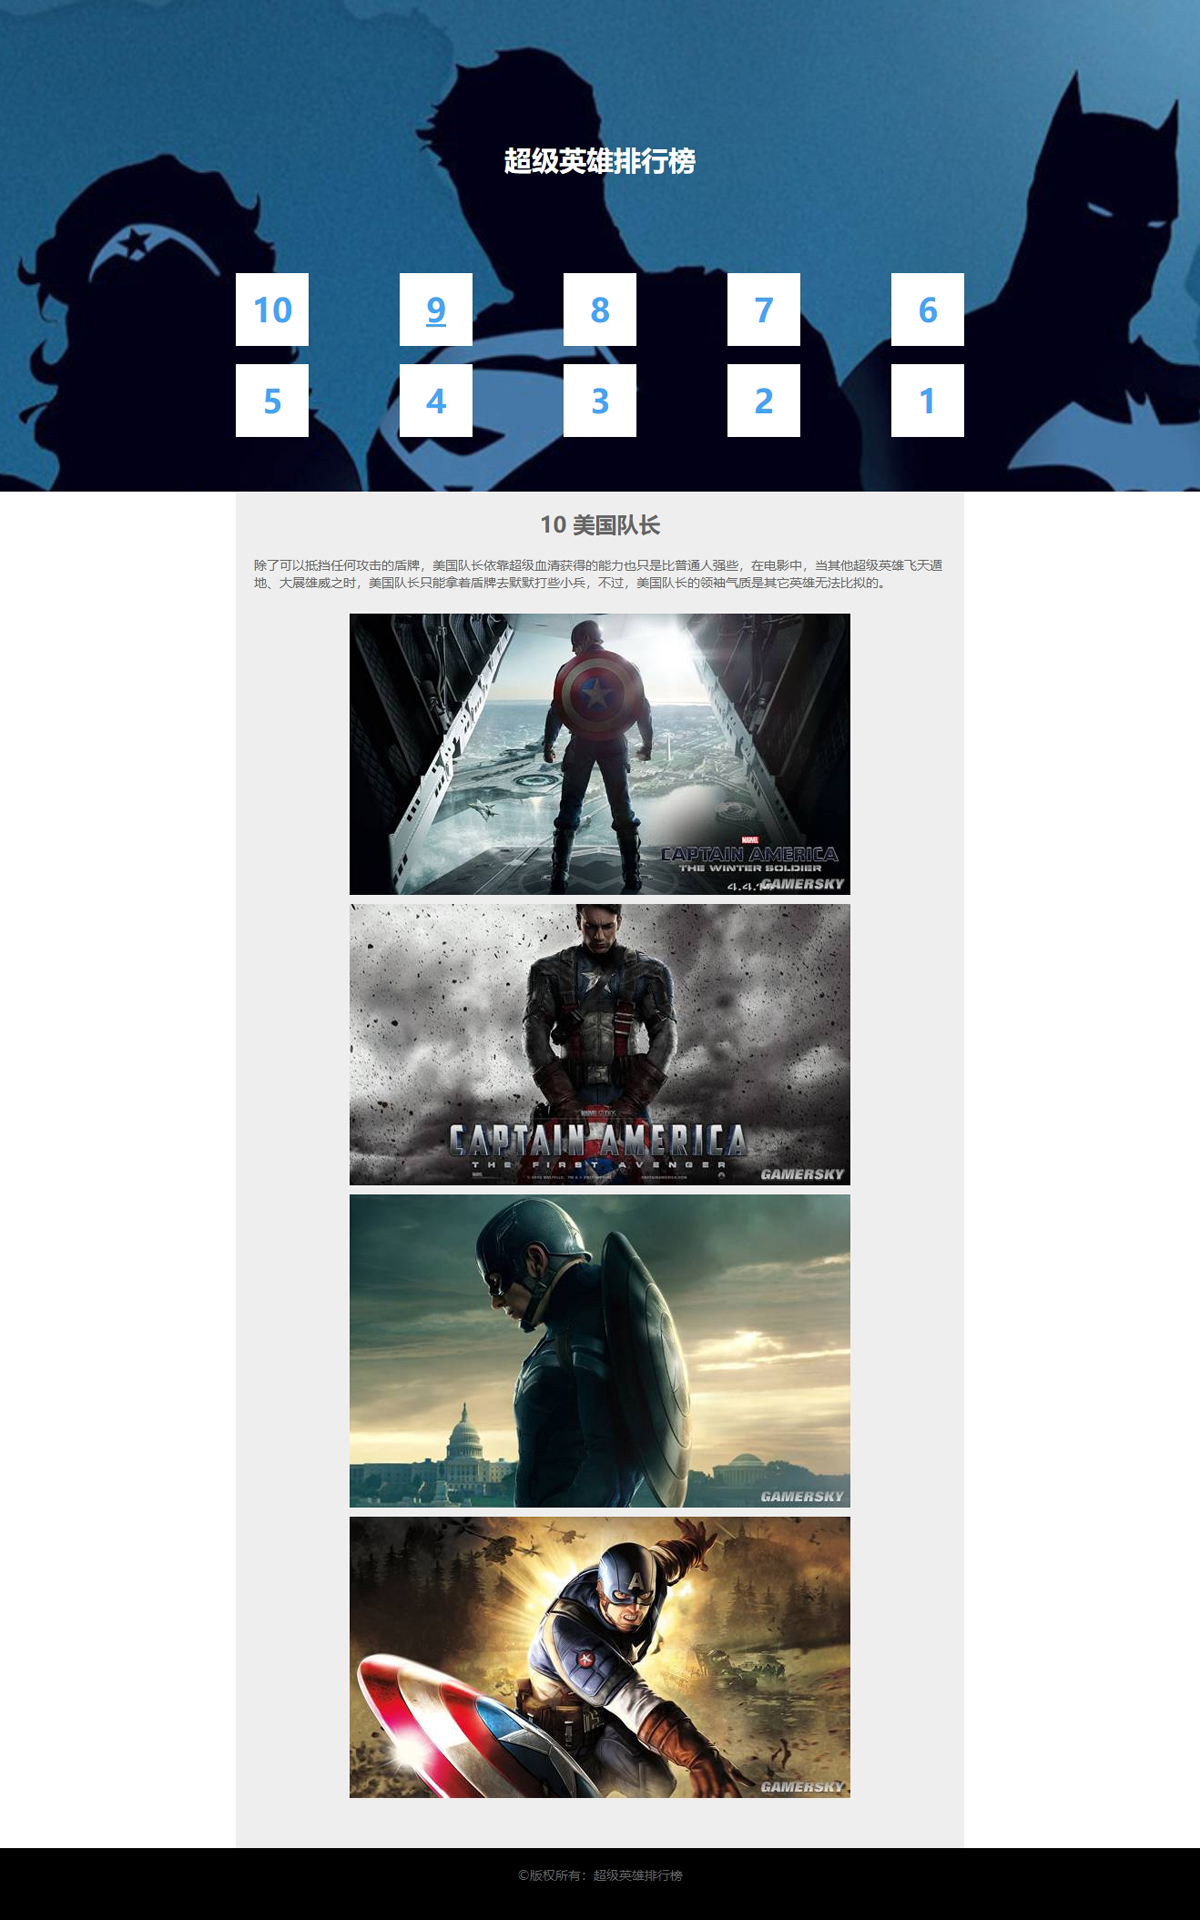 超级英雄排行榜
10 9 8 7 6
5 4 3 2 1
10 美国队长
除了可以抵挡任何攻击的盾牌，美国队长依靠超级血清获得的能力也只是比普通人强些，在电影中，当其他超级英雄飞天遁
地、大展雄威之时，美国队长只能拿着盾牌去默默打些小兵，不过，美国队长的领袖气质是其它英雄无法比拟的。
MARVEL
CAPTAIN AMERICA
THE WINTER SOLDIER
4.4.14
GAMERSKY
MARVEL STUDIOS
CAPTAIN AMERICA
THE FIRST AVENGER
GAMERSKY
GAMERSKY
A
GAMERSKY
©版权所有：超级英雄排行榜